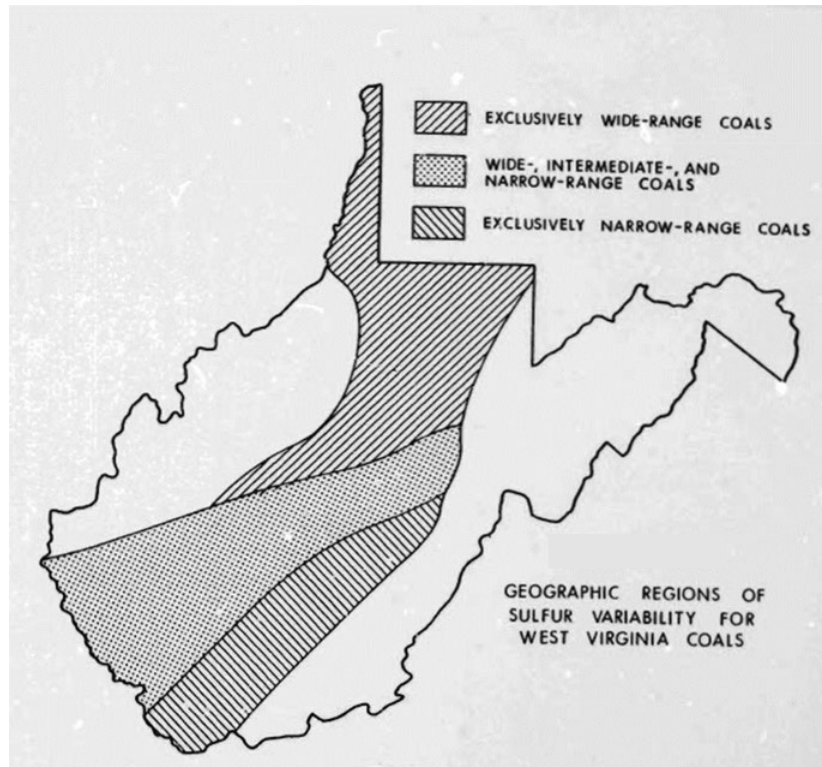 EXCLUSIVELY WIDE-RANGE COALS
WIDE-, INTERMEDIATE-, AND
NARROW-RANGE COALS
EXCLUSIVELY NARROW-RANGE COALS
GEOGRAPHIC REGIONS OF
SULFUR VARIABILITY FOR
WEST VIRGINIA COALS